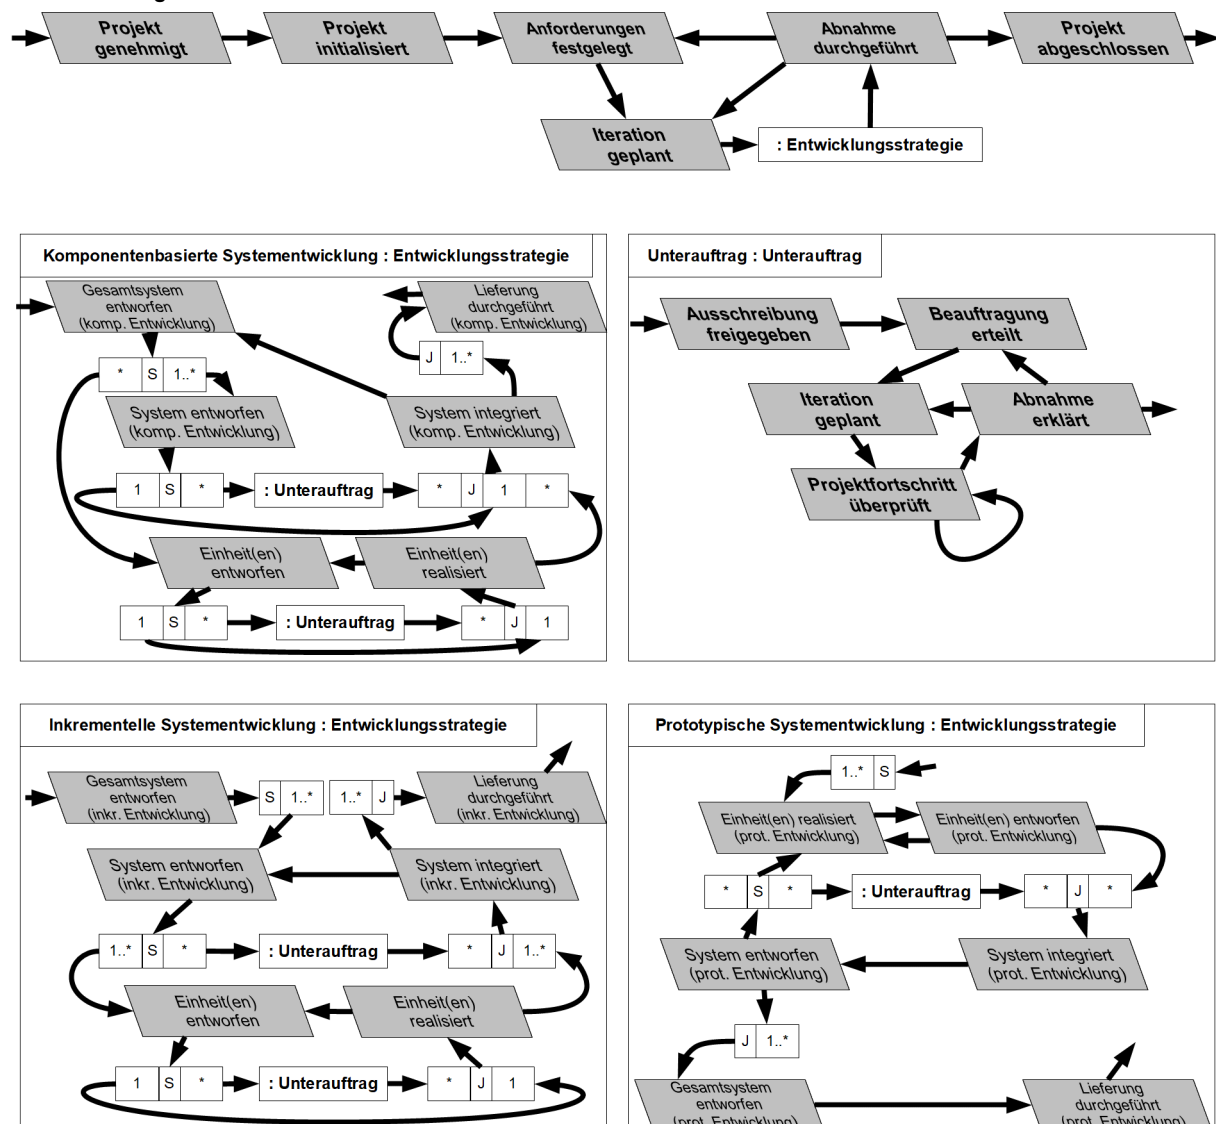 Projekt
genehmigt
Projekt
initialisiert
Anforderungen
festgelegt
Abnahme
durchgeführt
Projekt
abgeschlossen
Iteration
geplant
: Entwicklungsstrategie
Komponentenbasierte Systementwicklung : Entwicklungsstrategie
Gesamtsystem
entworfen
(komp. Entwicklung)
Lieferung
durchgeführt
(komp. Entwicklung)
J 1..*
* S 1..*
System entworfen
(komp. Entwicklung)
System integriert
(komp. Entwicklung)
1 S *
: Unterauftrag
* J 1 *
Einheit(en)
entworfen
Einheit(en)
realisiert
1 S *
: Unterauftrag
* J 1
Unterauftrag : Unterauftrag
Ausschreibung
freigegeben
Beauftragung
erteilt
Iteration
geplant
Abnahme
erklärt
Projektfortschritt
überprüft
Inkrementelle Systementwicklung : Entwicklungsstrategie
Gesamtsystem
entworfen
(inkr. Entwicklung)
S 1..*
1..* J
Lieferung
durchgeführt
(inkr. Entwicklung)
System entworfen
(inkr. Entwicklung)
System integriert
(inkr. Entwicklung)
1..* S *
: Unterauftrag
* J 1..*
Einheit(en)
entworfen
Einheit(en)
realisiert
1 S *
: Unterauftrag
* J 1
Prototypische Systementwicklung : Entwicklungsstrategie
1..* S
Einheit(en) realisiert
(prot. Entwicklung)
Einheit(en) entworfen
(prot. Entwicklung)
* S *
: Unterauftrag
* J *
System entworfen
(prot. Entwicklung)
System integriert
(prot. Entwicklung)
J 1..*
Gesamtsystem
entworfen
(prot. Entwicklung)
Lieferung
durchgeführt
(prot. Entwicklung)